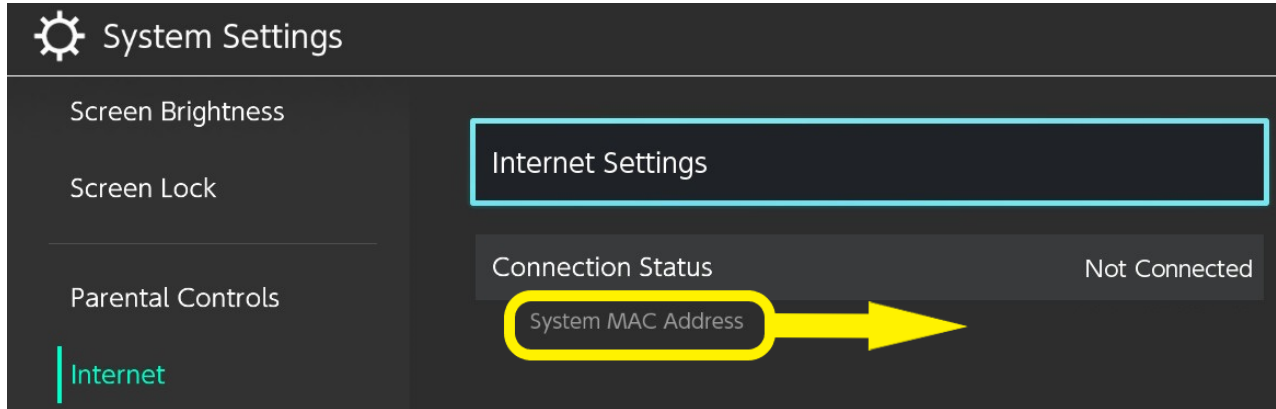 System Settings
Screen Brightness
Screen Lock
Parental Controls
Internet
Internet Settings
Connection Status Not Connected
System MAC Address